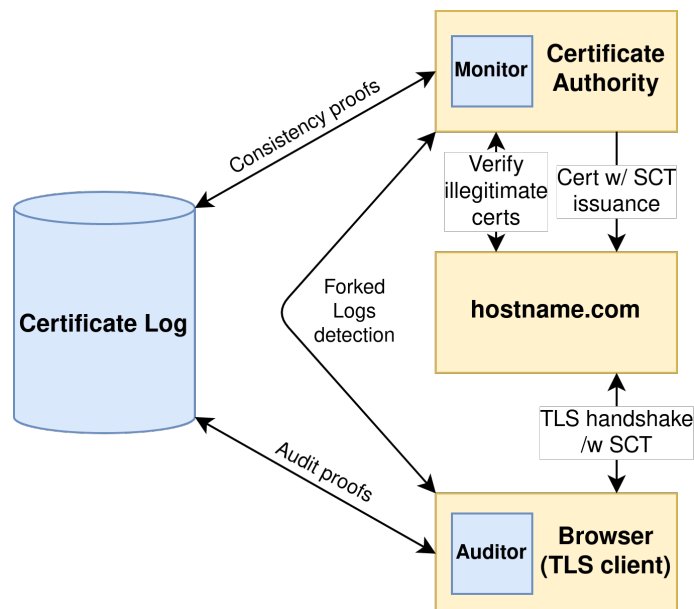 Monitor
Certificate
Authority
Consistency proofs
Verify
illegitimate
certs
Cert w/ SCT
issuance
Certificate Log
Forked
Logs
detection
hostname.com
TLS handshake
/w SCT
Audit proofs
Auditor
Browser
(TLS client)